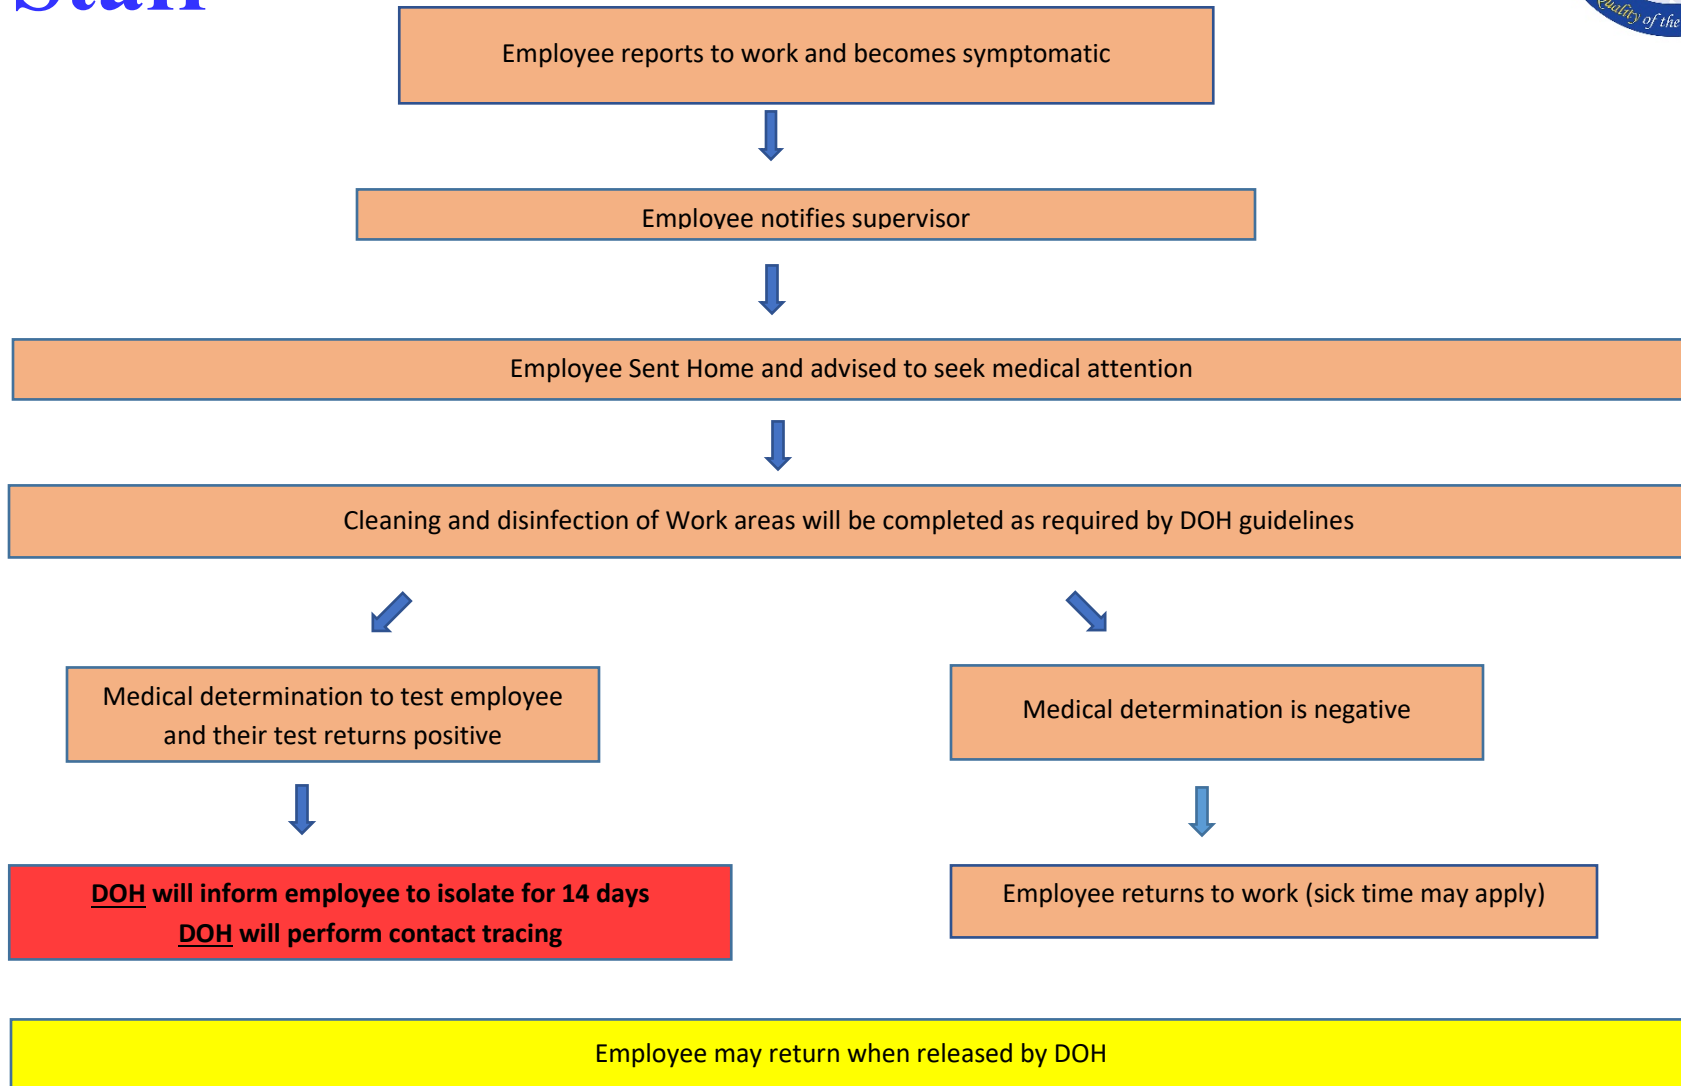 Staff
Quality of the
Employee reports to work and becomes symptomatic
Employee notifies supervisor
Employee Sent Home and advised to seek medical attention
Cleaning and disinfection of Work areas will be completed as required by DOH guidelines
Medical determination to test employee
and their test returns positive
Medical determination is negative
DOH will inform employee to isolate for 14 days
DOH will perform contact tracing
Employee returns to work (sick time may apply)
Employee may return when released by DOH